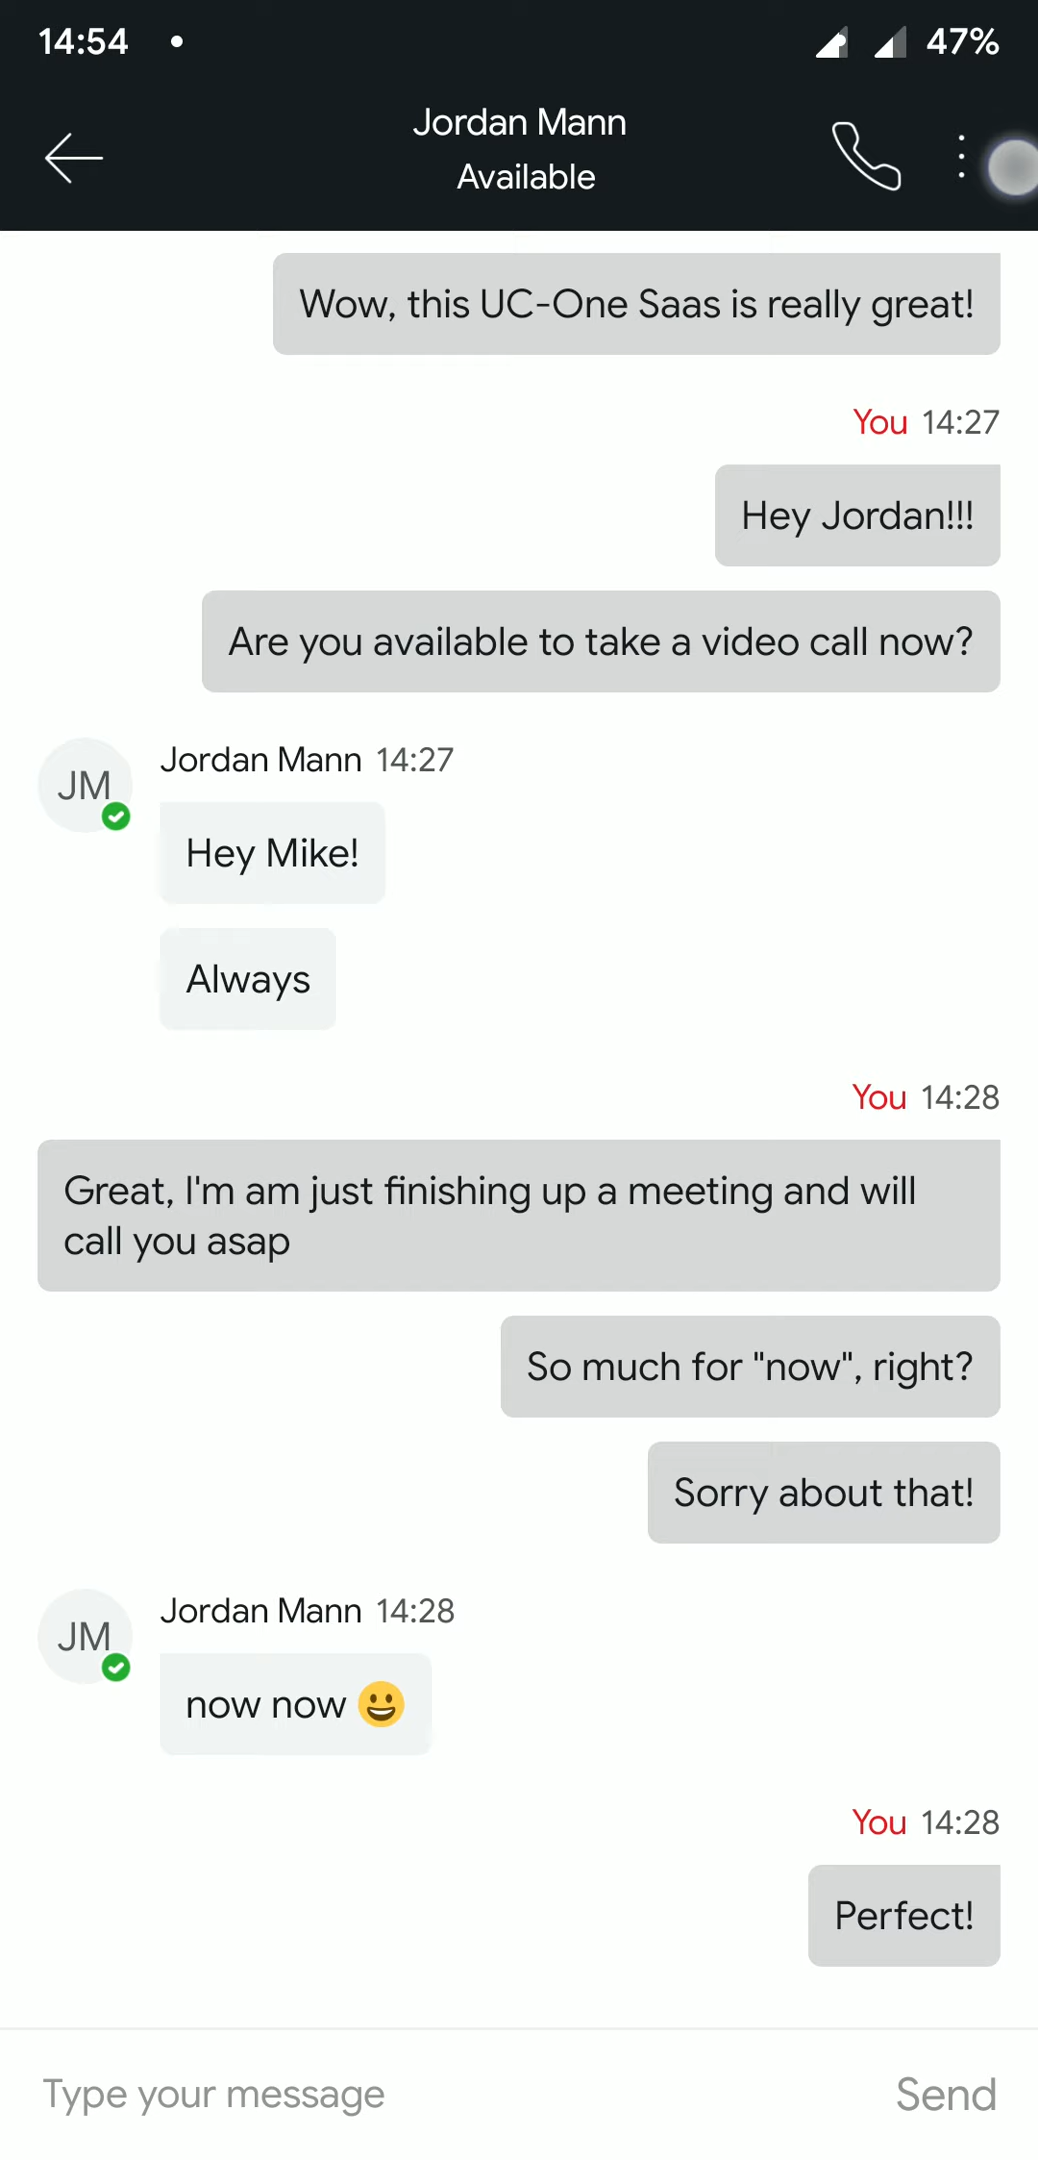 14:54
47%
Jordan Mann
Available
Wow, this UC-One Saas is really great!
You 14:27
Hey Jordan!!!
Are you available to take a video call now?
JM
Jordan Mann 14:27
Hey Mike!
Always
You 14:28
Great, I'm am just finishing up a meeting and will
call you asap
So much for "now", right?
Sorry about that!
JM
Jordan Mann 14:28
now now 😀
You 14:28
Perfect!
Type your message
Send